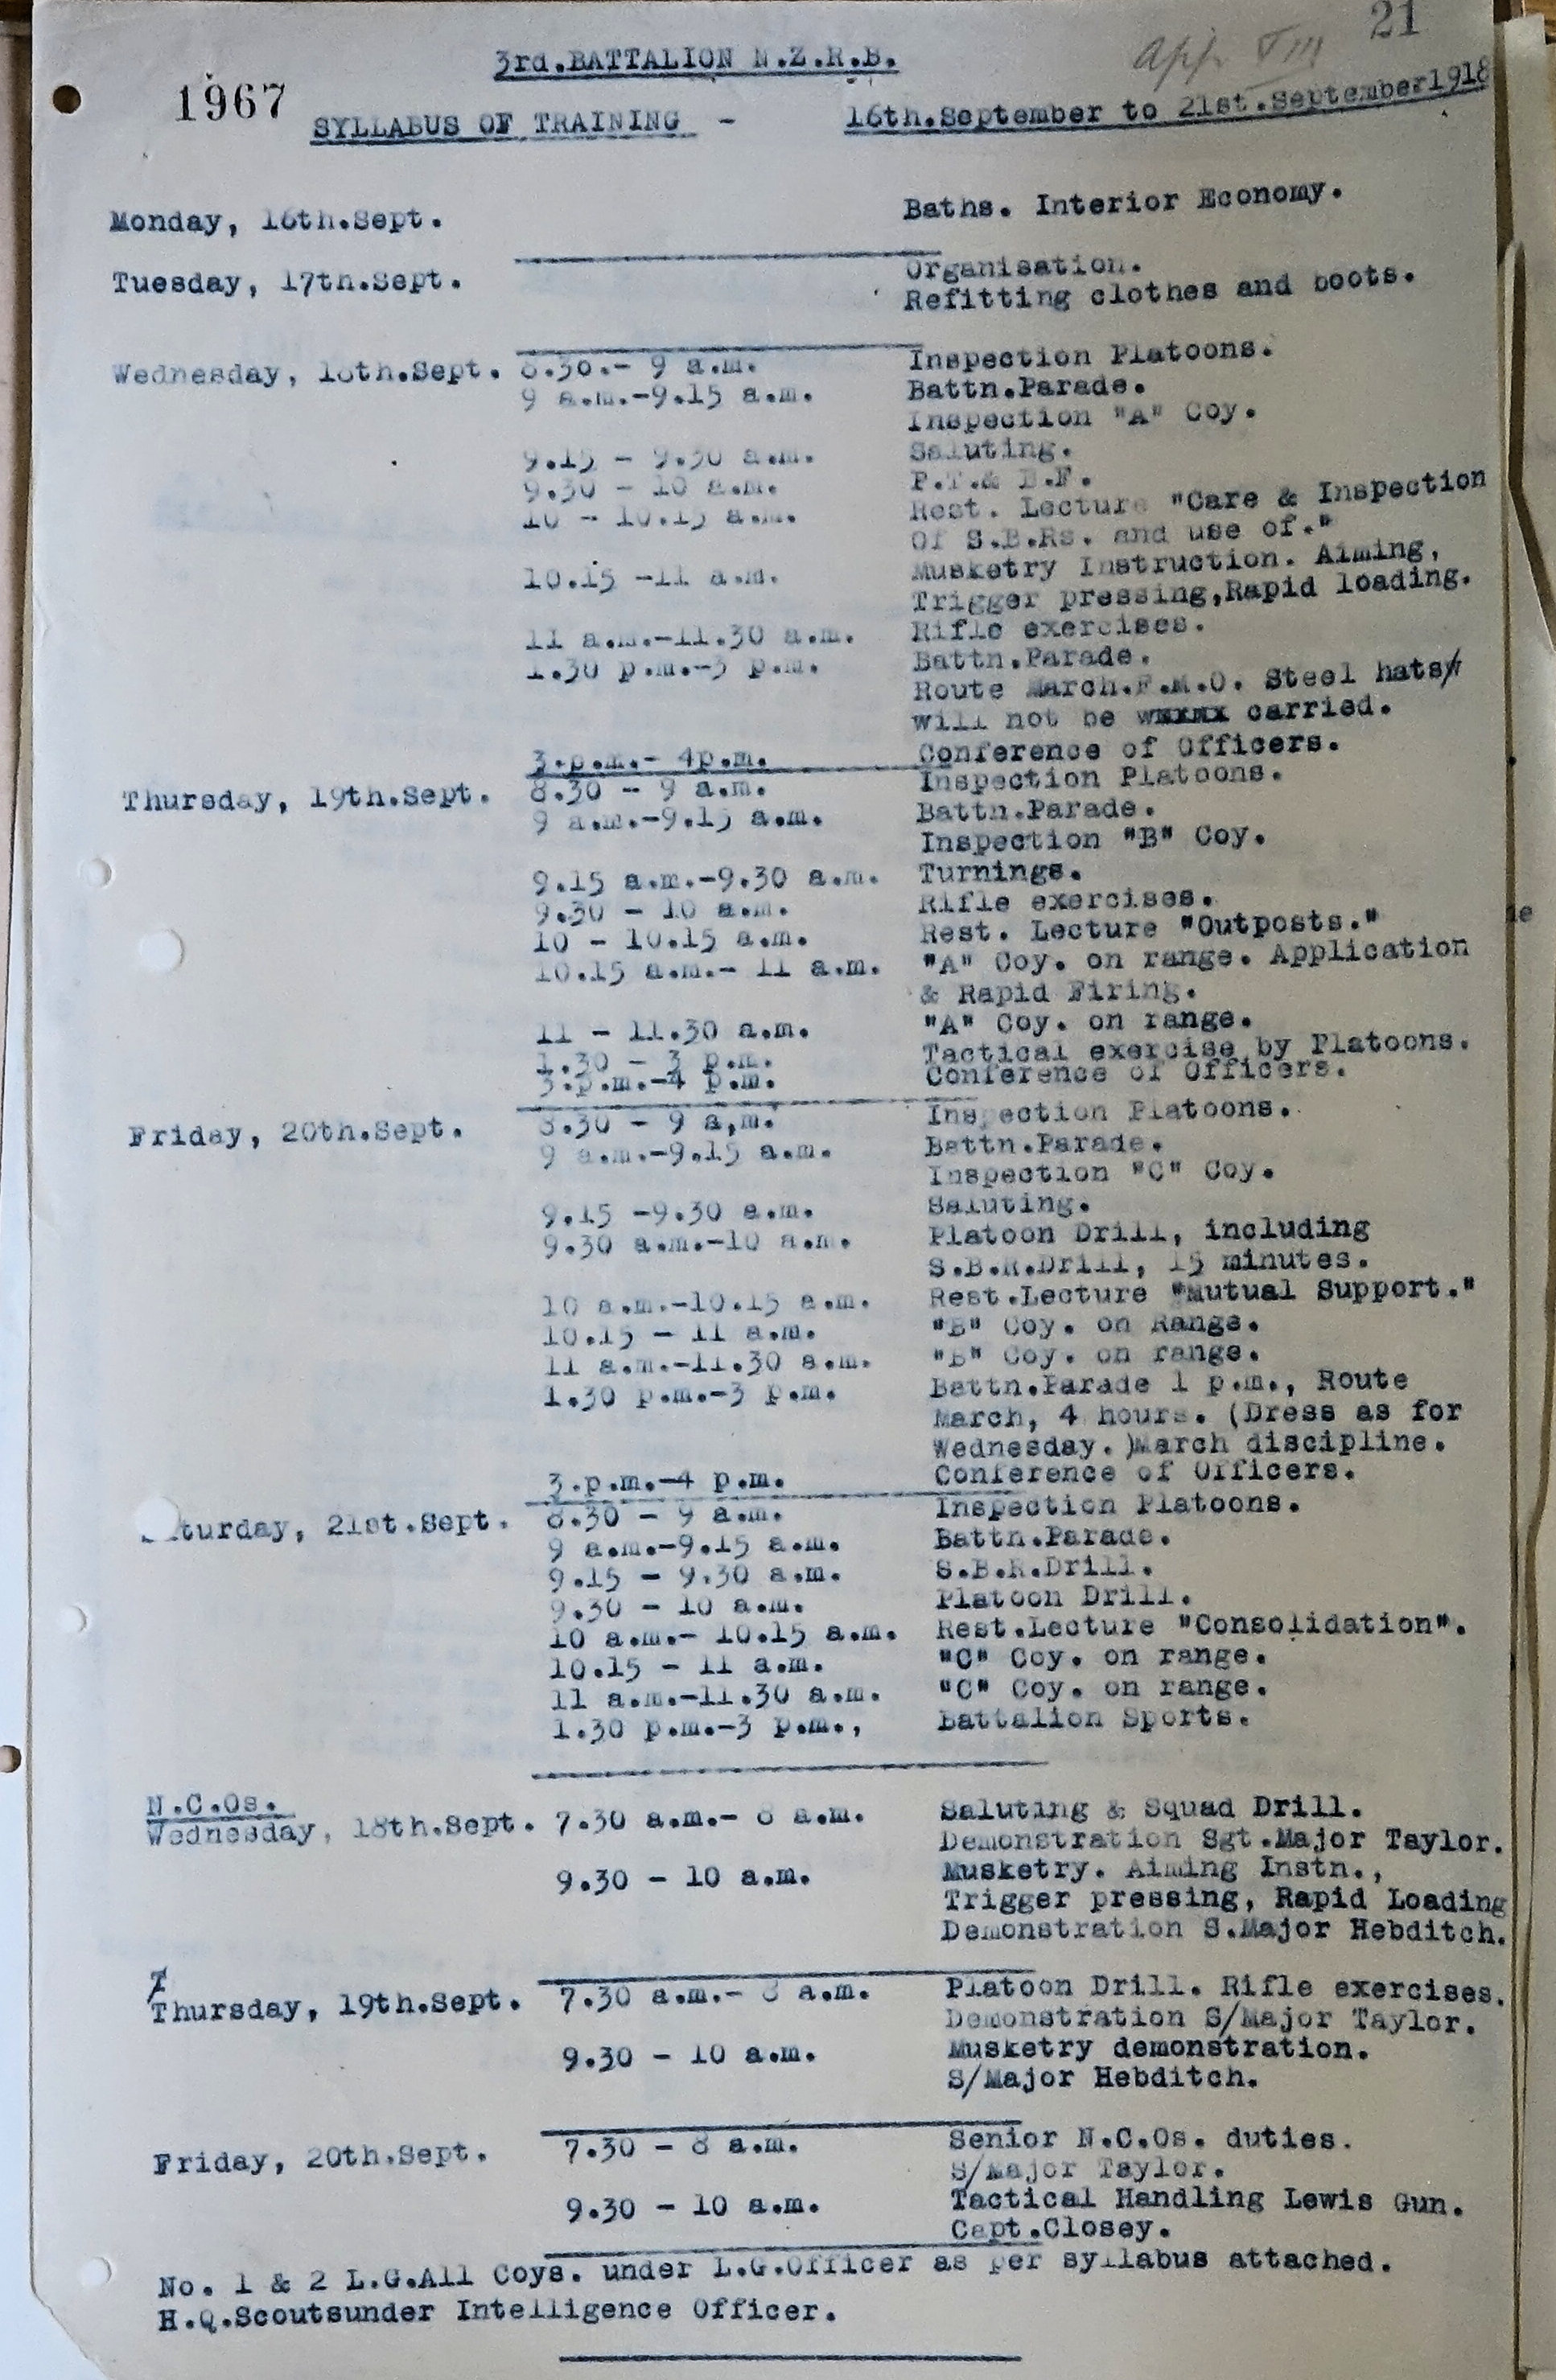 21
App VIII
3rd.BATTALION N.Z.R.B.
1967
SYLLABUS OF TRAINING - 16th.September to 21st.September1918
Monday, 16th.Sept. Baths. Interior Economy.
Tuesday, 17th.Sept. Organisation.
Refitting clothes and boots.
Wednesday, 18th.Sept. 8.30.- 9 a.m. Inspection Platoons.
9 a.m.-9.15 a.m. Battn.Parade.
Inspection "A" Coy.
9.15 - 9.30 a.m. Saluting.
9.30 - 10 a.m. P.T.& B.F.
10 - 10.15 a.m. Rest. Lecture "Care & Inspection
of S.B.Rs. and use of."
10.15 -11 a.m. Musketry Instruction. Aiming,
Trigger pressing,Rapid loading.
11 a.m.-11.30 a.m. Rifle exercises.
1.30 p.m.-3 p.m. Battn.Parade.
Route March.F.M.O. Steel hats
will not be carried.
3.p.m.- 4p.m. Conference of Officers.
Thursday, 19th.Sept. 8.30 - 9 a.m. Inspection Platoons.
9 a.m.-9.15 a.m. Battn.Parade.
Inspection "B" Coy.
9.15 a.m.-9.30 a.m. Turnings.
9.30 - 10 a.m. Rifle exercises.
10 - 10.15 a.m. Rest. Lecture "Outposts."
10.15 a.m.- 11 a.m. "A" Coy. on range. Application
& Rapid Firing.
11 - 11.30 a.m. "A" Coy. on range.
1.30 - 3 p.m. Tactical exercise by Platoons.
3.p.m.-4 p.m. Conference of Officers.
Friday, 20th.Sept. 8.30 - 9 a,m. Inspection Platoons.
9 a.m.-9.15 a.m. Battn.Parade.
Inspection "C" Coy.
9.15 -9.30 a.m. Saluting.
9.30 a.m.-10 a.m. Platoon Drill, including
S.B.R.Drill, 15 minutes.
10 a.m.-10.15 a.m. Rest.Lecture "Mutual Support."
10.15 - 11 a.m. "B" Coy. on Range.
11 a.m.-11.30 a.m. "B" Coy. on range.
1.30 p.m.-3 p.m. Battn.Parade 1 p.m., Route
March, 4 hours. (Dress as for
Wednesday.)March discipline.
3.p.m.-4 p.m. Conference of Officers.
turday, 21st.Sept. 8.30 - 9 a.m. Inspection Platoons.
9 a.m.-9.15 a.m. Battn.Parade.
9.15 - 9.30 a.m. S.B.R.Drill.
9.30 - 10 a.m. Platoon Drill.
10 a.m.- 10.15 a.m. Rest.Lecture "Consolidation".
10.15 - 11 a.m. "C" Coy. on range.
11 a.m.-11.30 a.m. "C" Coy. on range.
1.30 p.m.-3 p.m., Battalion Sports.
N.C.Os.
Wednesday, 18th.Sept. 7.30 a.m.- 8 a.m. Saluting & Squad Drill.
Demonstration Sgt.Major Taylor.
9.30 - 10 a.m. Musketry. Aiming Instn.,
Trigger pressing, Rapid Loading
Demonstration S.Major Hebditch.
Thursday, 19th.Sept. 7.30 a.m.- 8 a.m. Platoon Drill. Rifle exercises.
Demonstration S/Major Taylor.
9.30 - 10 a.m. Musketry demonstration.
S/Major Hebditch.
Friday, 20th.Sept. 7.30 - 8 a.m. Senior N.C.Os. duties.
S/Major Taylor.
9.30 - 10 a.m. Tactical Handling Lewis Gun.
Capt.Closey.
No. 1 & 2 L.G.All Coys. under L.G.Officer as per syllabus attached.
H.Q.Scoutsunder Intelligence Officer.